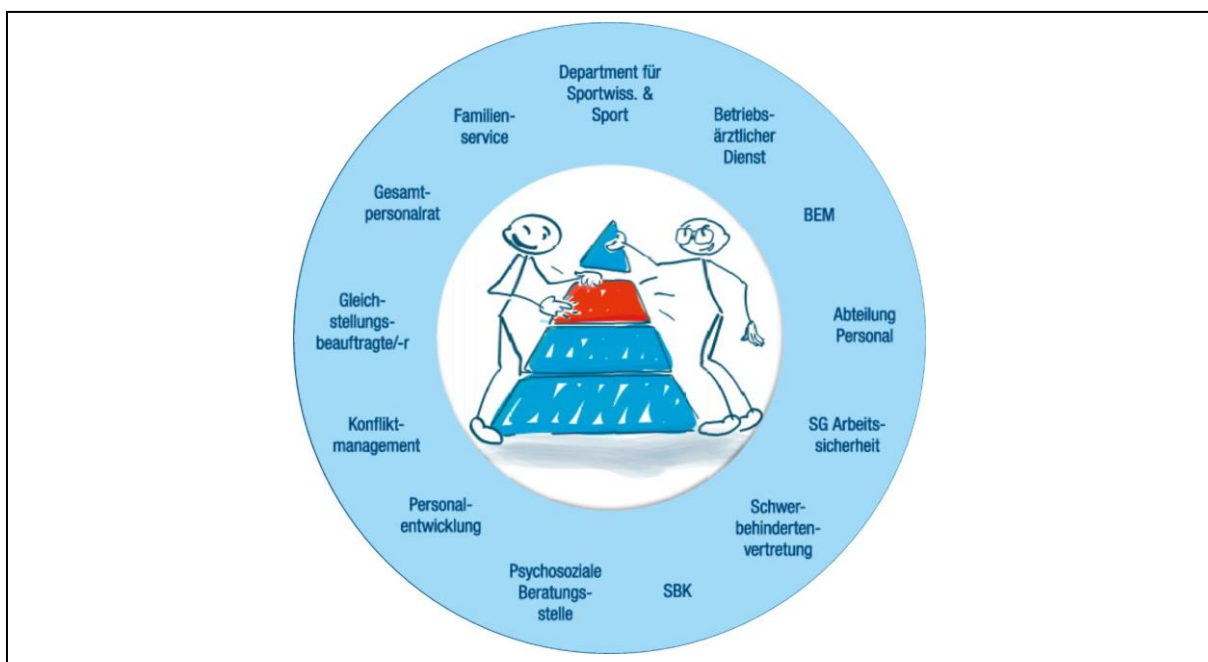 Department für
Sportwiss. &
Sport
Betriebs-
ärztlicher
Dienst
BEM
Abteilung
Personal
SG Arbeits-
sicherheit
Schwer-
behinderten-
vertretung
SBK
Psychosoziale
Beratungs-
stelle
Personal-
entwicklung
Konflikt-
management
Gleich-
stellungs-
beauftragte/-r
Gesamt-
personalrat
Familien-
service